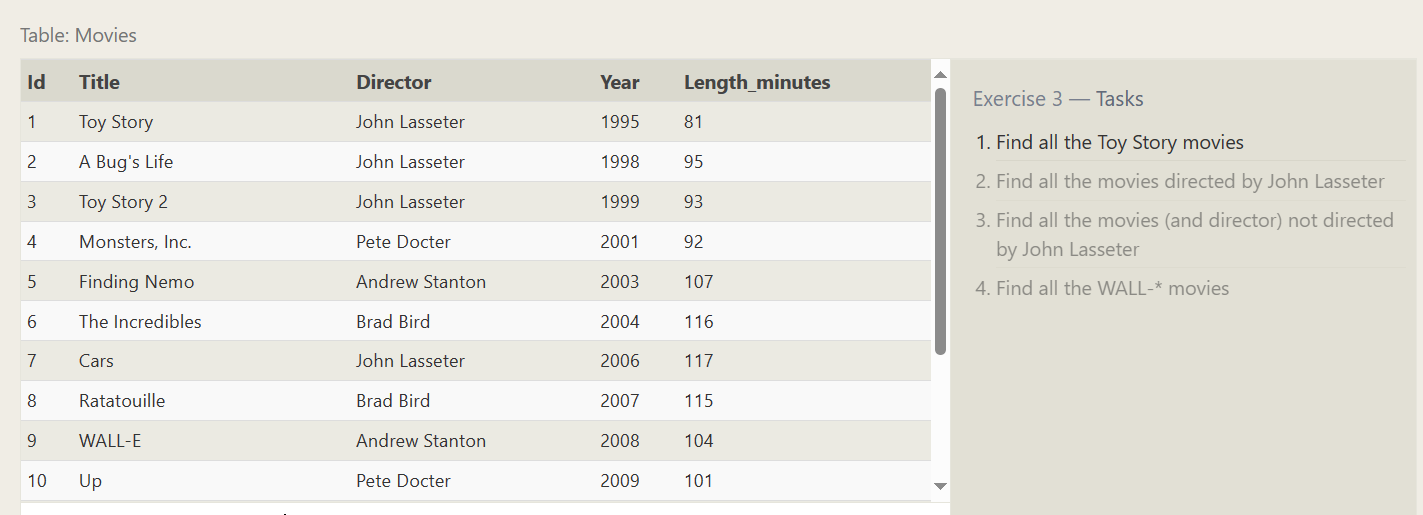 Table: Movies
Id Title Director Year Length_minutes
1 Toy Story John Lasseter 1995 81
2 A Bug's Life John Lasseter 1998 95
3 Toy Story 2 John Lasseter 1999 93
4 Monsters, Inc. Pete Docter 2001 92
5 Finding Nemo Andrew Stanton 2003 107
6 The Incredibles Brad Bird 2004 116
7 Cars John Lasseter 2006 117
8 Ratatouille Brad Bird 2007 115
9 WALL-E Andrew Stanton 2008 104
10 Up Pete Docter 2009 101
Exercise 3 — Tasks
1. Find all the Toy Story movies
2. Find all the movies directed by John Lasseter
3. Find all the movies (and director) not directed
by John Lasseter
4. Find all the WALL-* movies